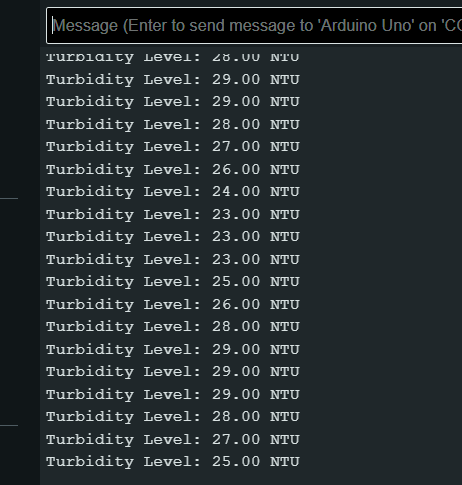 Message (Enter to send message to 'Arduino Uno' on 'CO
Turbidity Level: 28.00 NTU
Turbidity Level: 29.00 NTU
Turbidity Level: 29.00 NTU
Turbidity Level: 28.00 NTU
Turbidity Level: 27.00 NTU
Turbidity Level: 26.00 NTU
Turbidity Level: 24.00 NTU
Turbidity Level: 23.00 NTU
Turbidity Level: 23.00 NTU
Turbidity Level: 23.00 NTU
Turbidity Level: 25.00 NTU
Turbidity Level: 26.00 NTU
Turbidity Level: 28.00 NTU
Turbidity Level: 29.00 NTU
Turbidity Level: 29.00 NTU
Turbidity Level: 29.00 NTU
Turbidity Level: 28.00 NTU
Turbidity Level: 27.00 NTU
Turbidity Level: 25.00 NTU